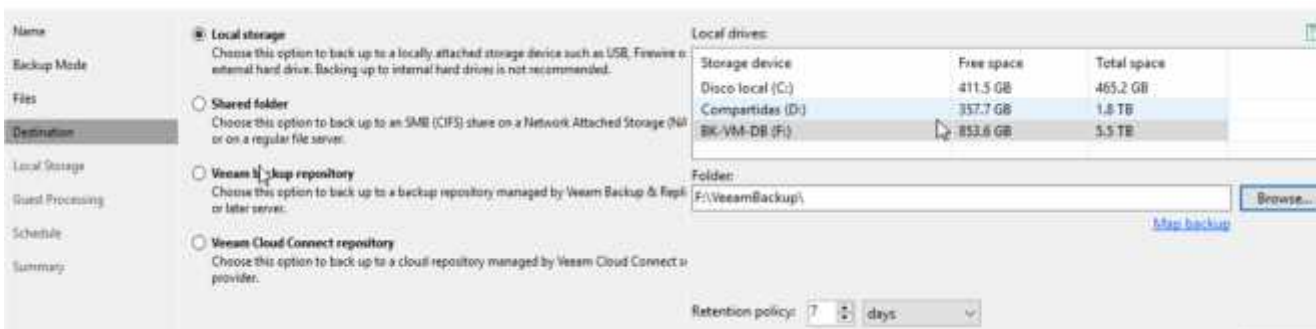 Name
Backup Mode
Files
Destination
Local Storage
Guest Processing
Schedule
Summary
Local storage
Choose this option to back up to a locally attached storage device such as USB, Firewire o
external hard drive. Backing up to internal hard drives is not recommended.
Shared folder
Choose this option to back up to an SMB (CIFS) share on a Network Attached Storage (NA
or on a regular file server.
Veeam backup repository
Choose this option to back up to a backup repository managed by Veeam Backup & Repli
or later server.
Veeam Cloud Connect repository
Choose this option to back up to a cloud repository managed by Veeam Cloud Connect s
provider.
Local drives:
Storage device Free space Total space
Disco local (C:) 411.5 GB 465.2 GB
Compartidas (D:) 357.7 GB 1.8 TB
BK-VM-DB (F:) 853.6 GB 5.5 TB
Folder:
F:\VeeamBackup\ Browse...
Map backup
Retention policy: 7 days